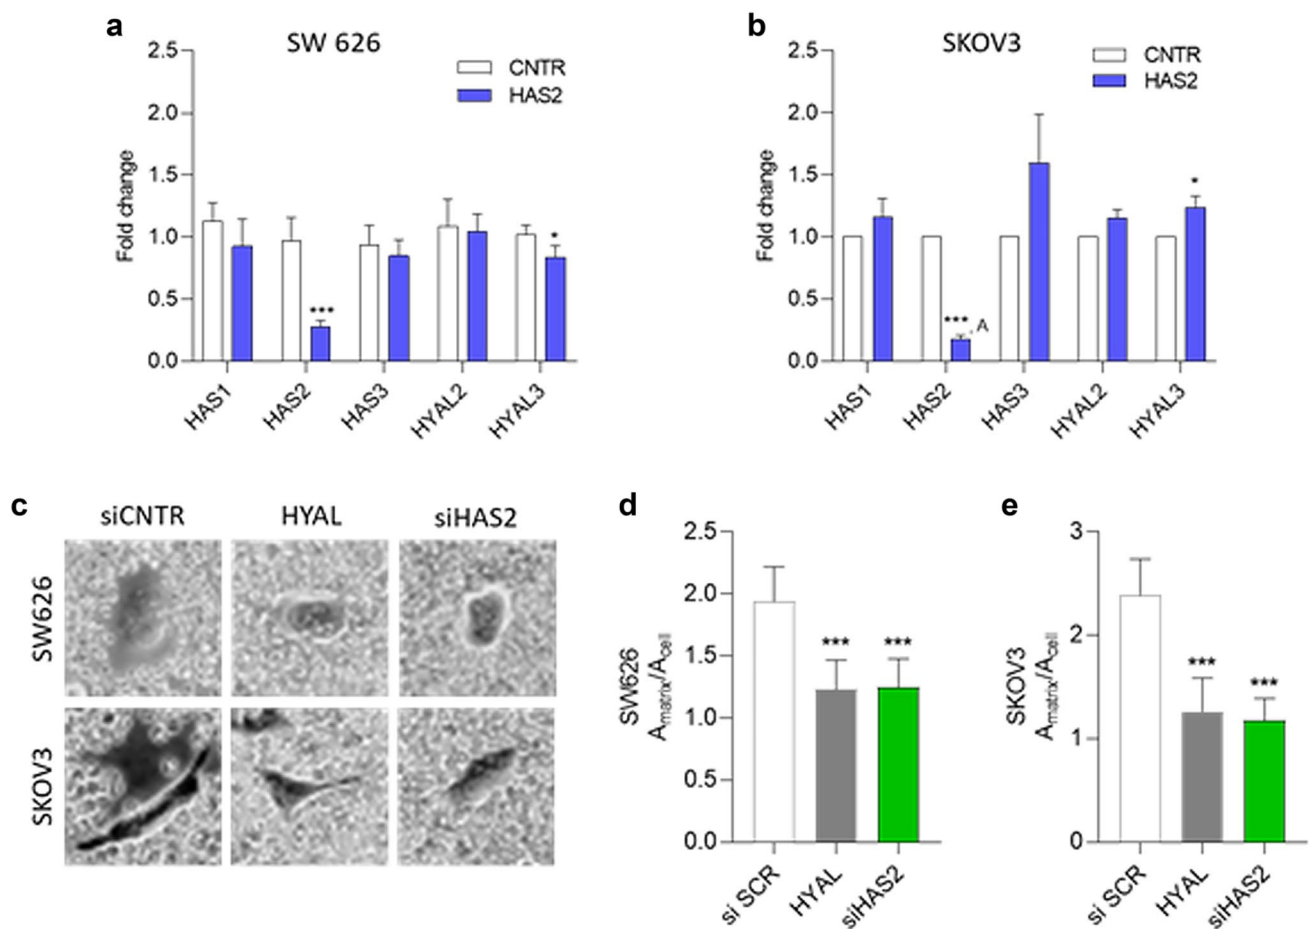 a
SW 626
CNTR
HAS2
Fold change
2.5
2.0
1.5
1.0
0.5
0.0
***
*
HAS1
HAS2
HAS3
HYAL2
HYAL3
b
SKOV3
CNTR
HAS2
Fold change
2.5
2.0
1.5
1.0
0.5
0.0
***
A
*
HAS1
HAS2
HAS3
HYAL2
HYAL3
c
siCNTR HYAL siHAS2
SW626
SKOV3
d
SW626
Amatrix/Acell
2.5
2.0
1.5
1.0
0.5
0.0
***
***
si SCR
HYAL
siHAS2
e
SKOV3
Amatrix/Acell
3
2
1
0
***
***
si SCR
HYAL
siHAS2